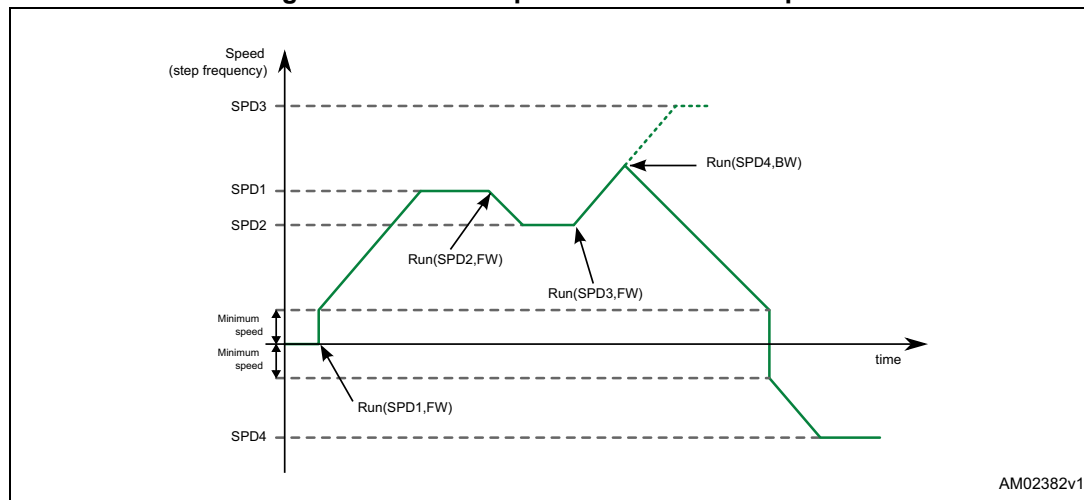 Speed
(step frequency)
SPD3
Run(SPD4,BW)
SPD1
SPD2
Run(SPD2,FW)
Run(SPD3,FW)
Minimum
speed
Minimum
speed
time
Run(SPD1,FW)
SPD4
AM02382v1